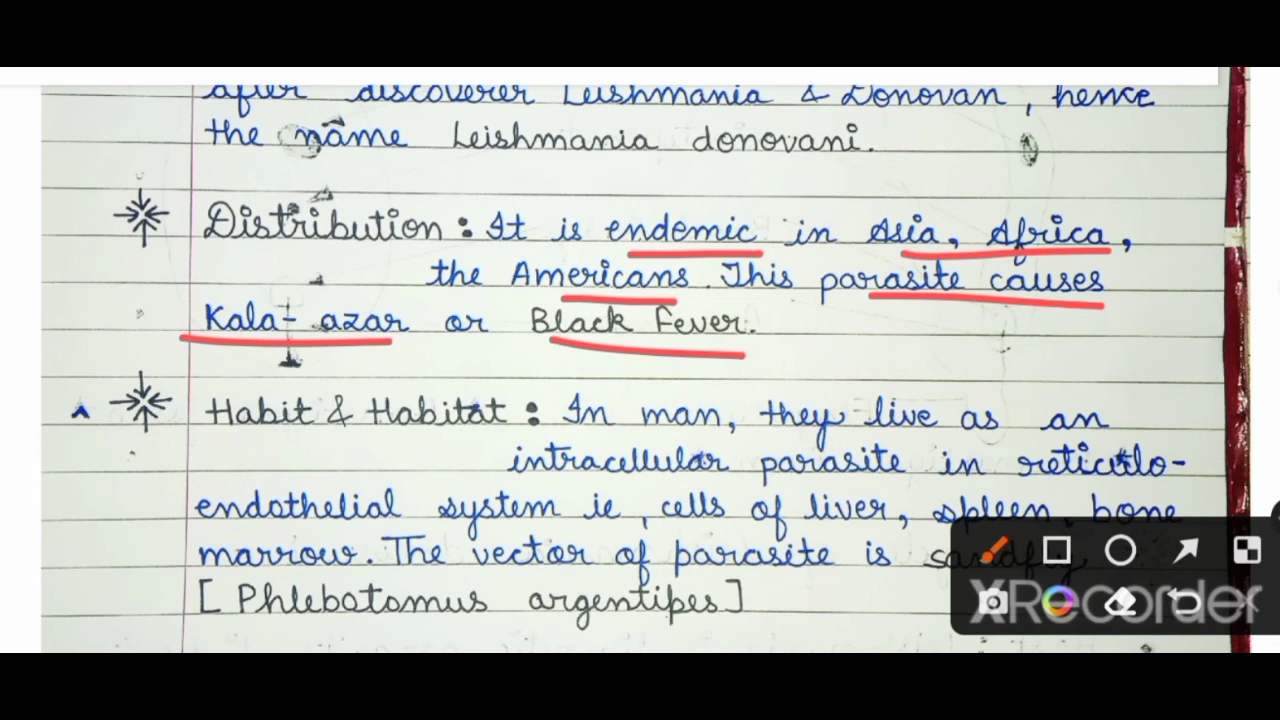 after discoverer Leishmania & Donovan, hence
the name Leishmania donovani.
Distribution: It is endemic in Asia, Africa,
the Americans. This parasite causes
Kala-azar or Black Fever.
Habit & Habitat: In man, they live as an
intracellular parasite in reticulo-
endothelial system ie, cells of liver, spleen, bone
marrow. The vector of parasite is sandfly
[Phlebotomus argentipes]
XRecorder